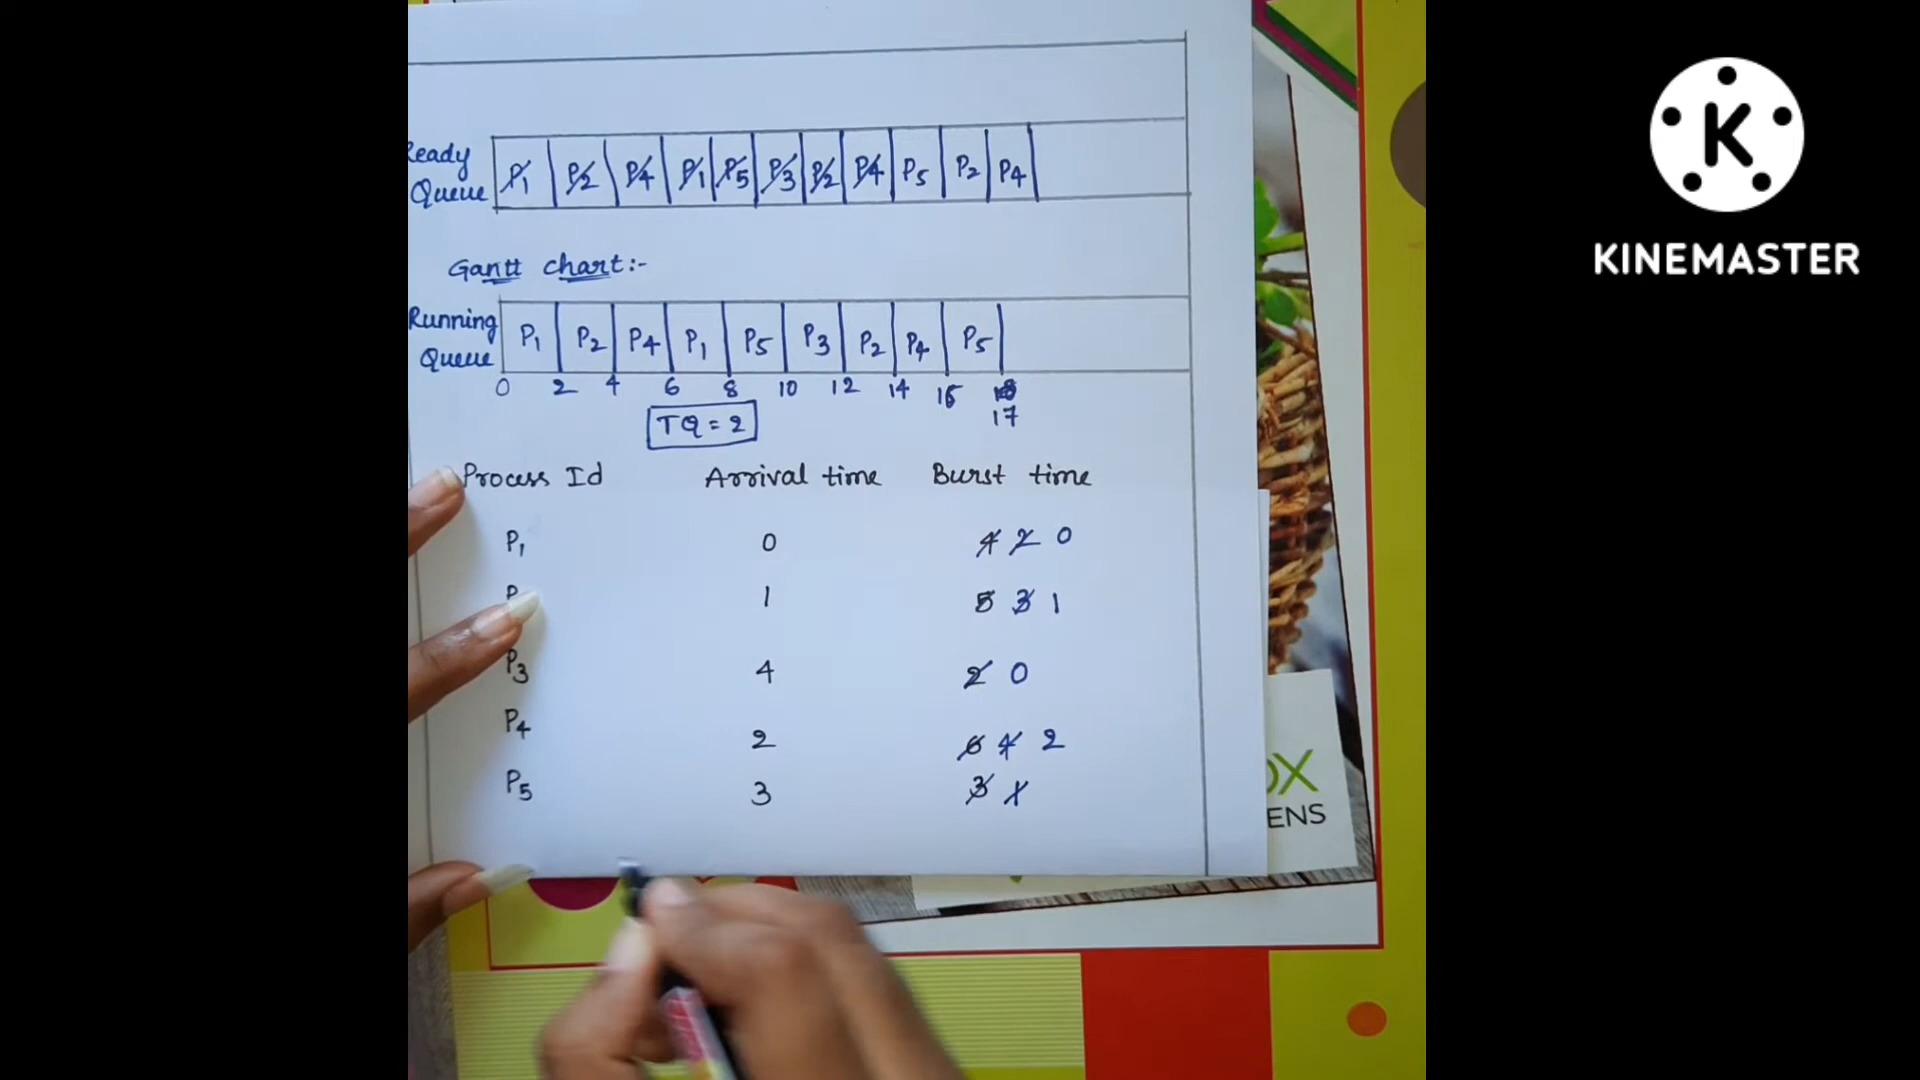 Ready
Queue
P1 P2 P4 P1 P5 P3 P2 P4 P5 P2 P4
Gantt chart:-
Running
Queue
P1 P2 P4 P1 P5 P3 P2 P4 P5
0 2 4 6 8 10 12 14 16
17
TQ = 2
Process Id Arrival time Burst time
P1 0 4 2 0
P 1 5 3 1
P3 4 2 0
P4 2 6 4 2
P5 3 3 1
OX
ENS
K
KINEMASTER